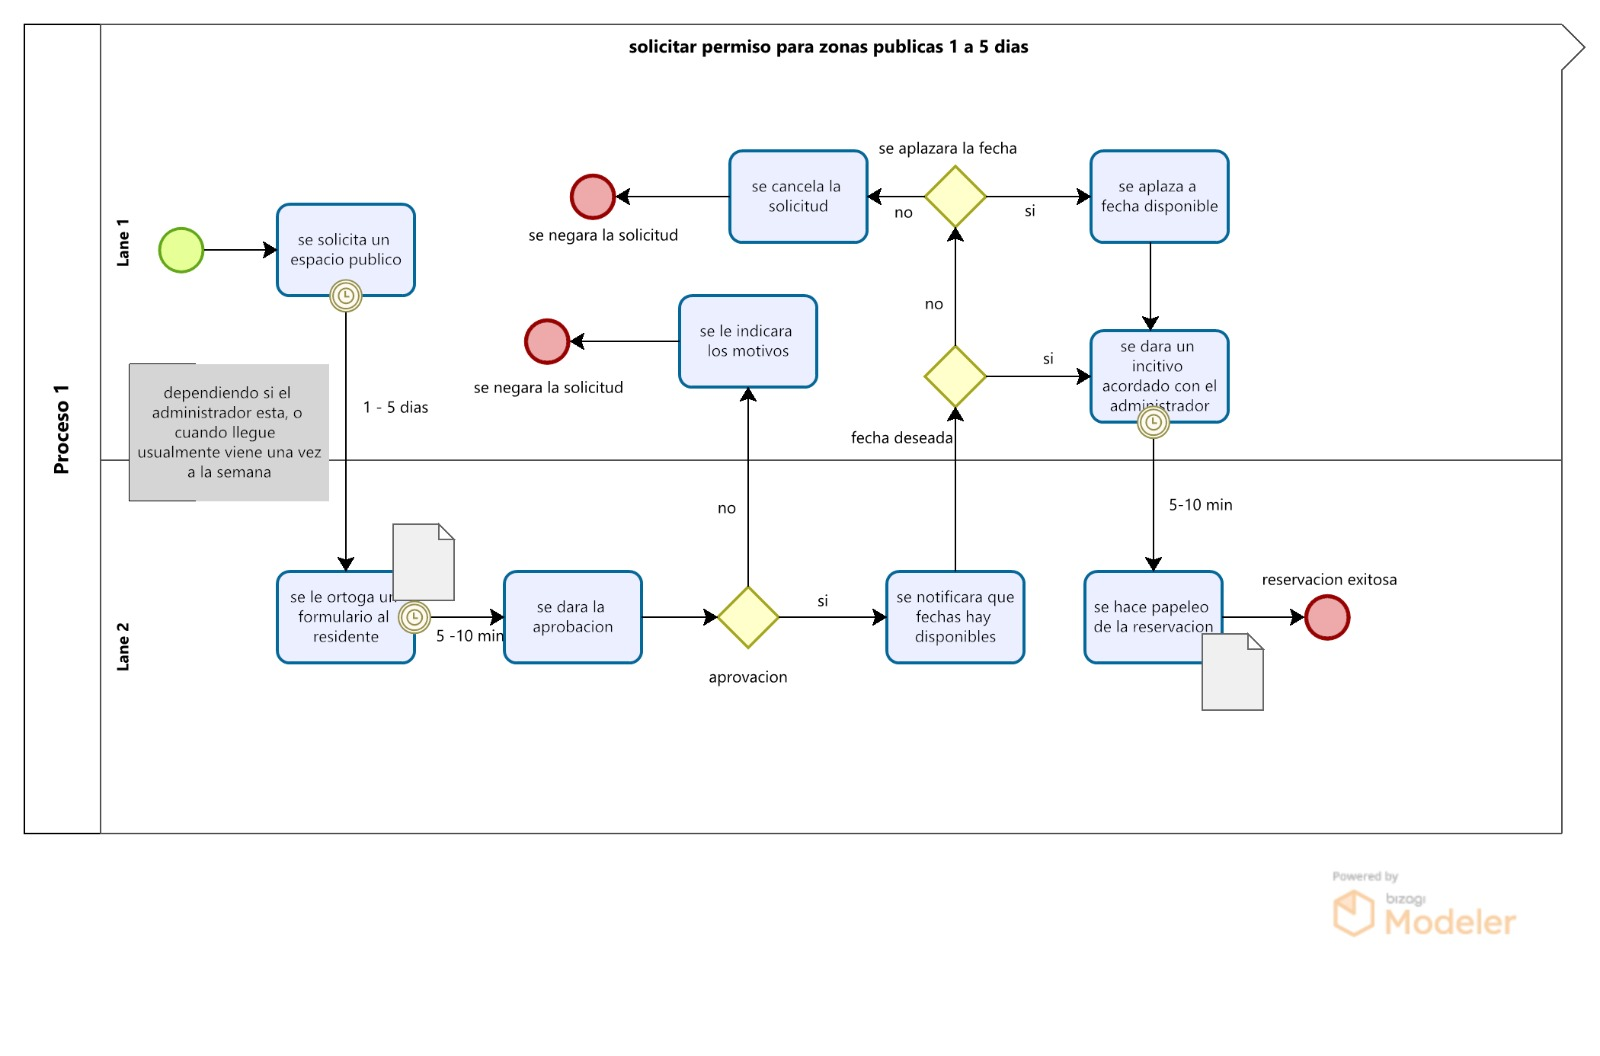 solicitar permiso para zonas publicas 1 a 5 dias
Proceso 1
Lane 1
se solicita un
espacio publico
se negara la solicitud
se cancela la
solicitud
se aplazara la fecha
no
si
se aplaza a
fecha disponible
se negara la solicitud
se le indicara
los motivos
no
si
se dara un
incitivo
acordado con el
administrador
fecha deseada
dependiendo si el
administrador esta, o
cuando llegue
usualmente viene una vez
a la semana
1 - 5 dias
no
5-10 min
Lane 2
se le ortoga un
formulario al
residente
5 -10 min
se dara la
aprobacion
aprovacion
si
se notificara que
fechas hay
disponibles
se hace papeleo
de la reservacion
reservacion exitosa
Powered by
bizagi
Modeler